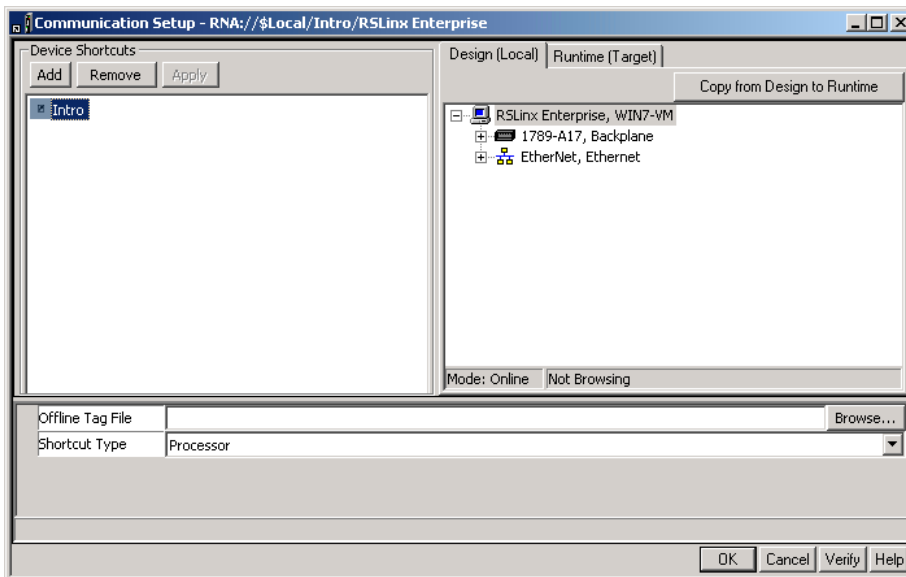 Communication Setup - RNA://$Local/Intro/RSLinx Enterprise
Device Shortcuts
Add Remove Apply
Intro
Design (Local) Runtime (Target)
Copy from Design to Runtime
RSLinx Enterprise, WIN7-VM
1789-A17, Backplane
EtherNet, Ethernet
Mode: Online Not Browsing
Offline Tag File Browse...
Shortcut Type Processor
OK Cancel Verify Help